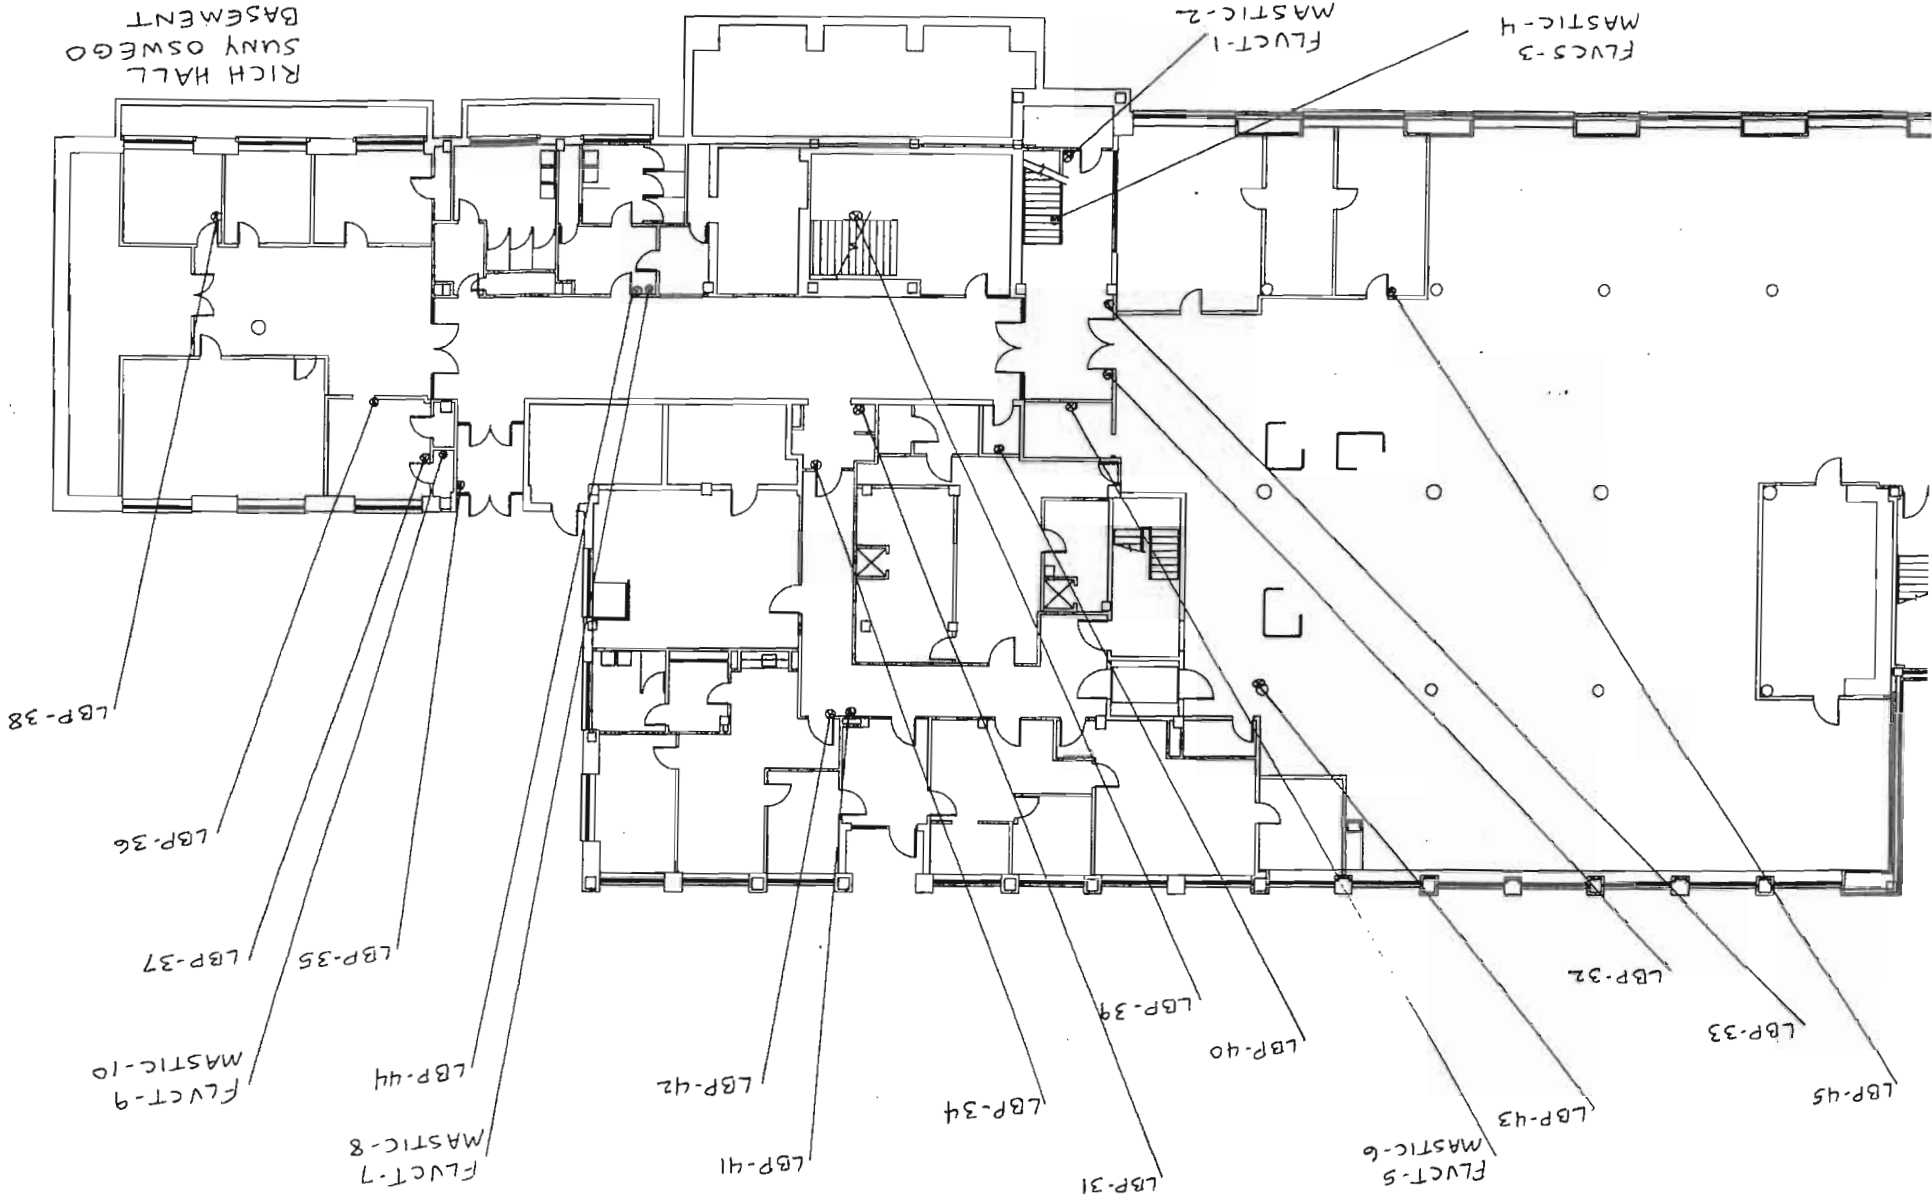 LBP-31
FLVCT-5
MASTIC-6
FLVCT-7
MASTIC-8
LBP-41
LBP-43
LBP-34
LBP-45
FLVCT-9
MASTIC-10
LBP-42
LBP-44
LBP-40
LBP-33
LBP-39
LBP-32
LBP-35
LBP-37
LBP-36
LBP-38
RICH HALL
SUNY OSWEGO
BASEMENT
FLVCS-3
MASTIC-4
FLVCT-1
MASTIC-2